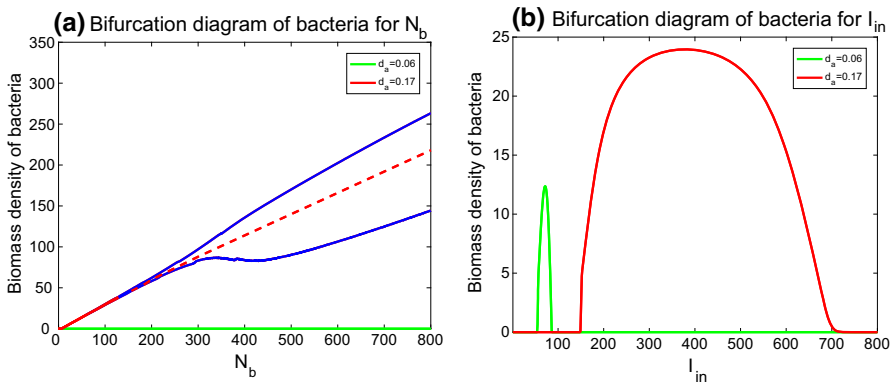 (a) Bifurcation diagram of bacteria for N_b
350
300
250
200
150
100
50
0
Biomass density of bacteria
d_a=0.06
d_a=0.17
0 100 200 300 400 500 600 700 800
N_b
(b) Bifurcation diagram of bacteria for I_in
25
20
15
10
5
0
Biomass density of bacteria
d_a=0.06
d_a=0.17
100 200 300 400 500 600 700 800
I_in